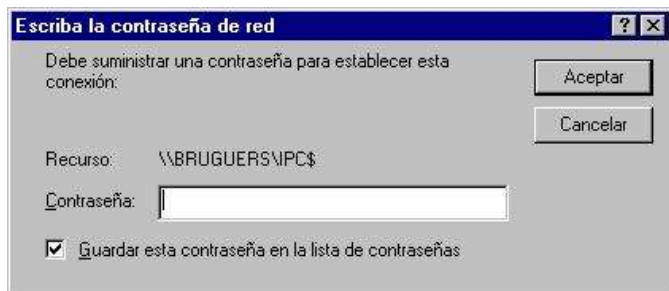 Escriba la contraseña de red
Debe suministrar una contraseña para establecer esta
conexión:
Aceptar
Cancelar
Recurso: \\BRUGUERS\IPC$
Contraseña:
Guardar esta contraseña en la lista de contraseñas